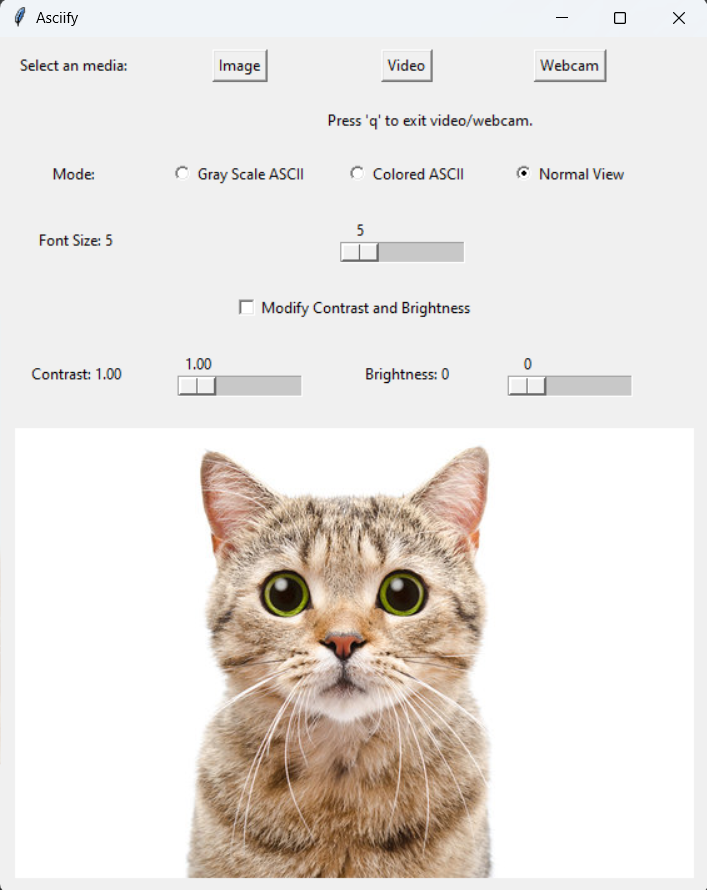 Asciify
Select an media: Image Video Webcam
Press 'q' to exit video/webcam.
Mode: Gray Scale ASCII Colored ASCII Normal View
5
Font Size: 5
Modify Contrast and Brightness
1.00 0
Contrast: 1.00 Brightness: 0